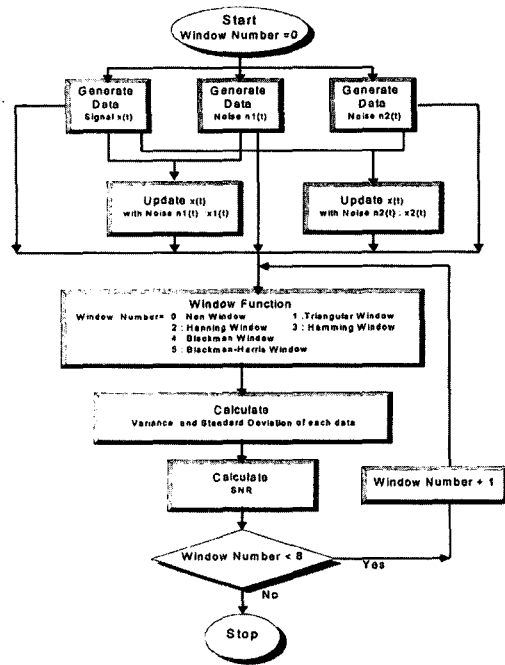 Start
Window Number =0
Generate
Data
Signal x(t)
Generate
Data
Noise n1(t)
Generate
Data
Noise n2(t)
Update x(t)
with Noise n1(t) : x1(t)
Update x(t)
with Noise n2(t) : x2(t)
Window Function
Window Number= 0 Non Window 1 : Triangular Window
2 : Hanning Window 3 : Hamming Window
4 Blackman Window
5 : Blackman-Harris Window
Calculate
Variance and Standard Deviation of each data
Calculate
SNR
Window Number + 1
Window Number < 8
Yes
No
Stop